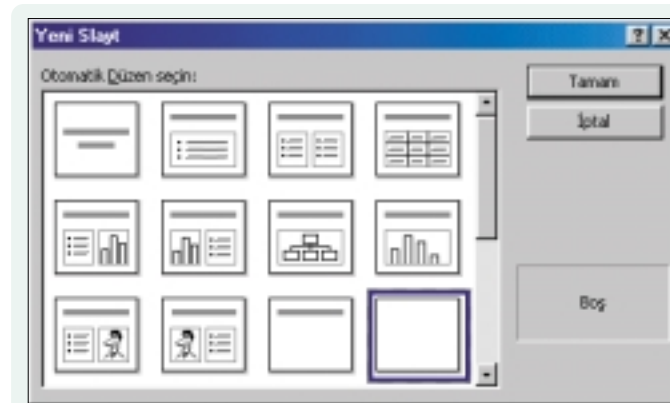 Yeni Slayt
Otomatik Düzen seçin:
Tamam
İptal
Boş